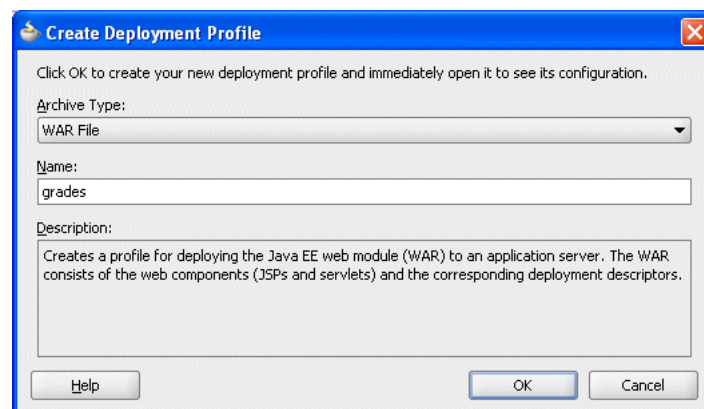 Create Deployment Profile
Click OK to create your new deployment profile and immediately open it to see its configuration.
Archive Type:
WAR File
Name:
grades
Description:
Creates a profile for deploying the Java EE web module (WAR) to an application server. The WAR
consists of the web components (JSPs and servlets) and the corresponding deployment descriptors.
Help OK Cancel